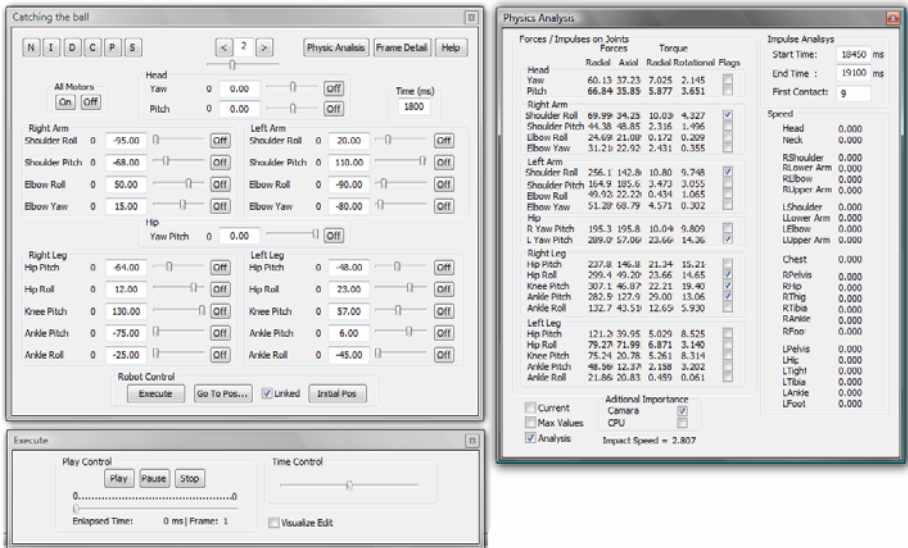 Catching the ball
N I D C P S < 2 > Physic Analisis Frame Detail Help
All Motors
On Off
Head
Yaw 0 0.00 Off
Pitch 0 0.00 Off
Time (ms)
1800
Right Arm
Shoulder Roll 0 -95.00 Off
Shoulder Pitch 0 -68.00 Off
Elbow Roll 0 50.00 Off
Elbow Yaw 0 15.00 Off
Left Arm
Shoulder Roll 0 20.00 Off
Shoulder Pitch 0 110.00 Off
Elbow Roll 0 -90.00 Off
Elbow Yaw 0 -80.00 Off
Hip
Yaw Pitch 0 0.00 Off
Right Leg
Hip Pitch 0 -64.00 Off
Hip Roll 0 12.00 Off
Knee Pitch 0 130.00 Off
Ankle Pitch 0 -75.00 Off
Ankle Roll 0 -25.00 Off
Left Leg
Hip Pitch 0 -48.00 Off
Hip Roll 0 23.00 Off
Knee Pitch 0 57.00 Off
Ankle Pitch 0 6.00 Off
Ankle Roll 0 -45.00 Off
Robot Control
Execute Go To Pos... Linked Initial Pos
Execute
Play Control
Play Pause Stop
0...................................0
Enlapsed Time: 0 ms| Frame: 1
Time Control
Visualize Edit
Physics Analysis
Forces / Impulses on Joints
Forces Torque
Radial Axial Radial Rotational Flags
Head
Yaw 60.13 37.23 7.025 2.145
Pitch 66.84 35.85 5.877 3.651
Right Arm
Shoulder Roll 69.99 34.25 10.03 4.327
Shoulder Pitch 44.38 48.85 2.316 1.496
Elbow Roll 24.69 21.08 0.172 0.209
Elbow Yaw 31.21 22.92 2.431 0.355
Left Arm
Shoulder Roll 256.1 142.8 10.80 9.748
Shoulder Pitch 164.9 185.6 3.473 3.055
Elbow Roll 49.92 22.22 0.434 1.065
Elbow Yaw 51.28 68.79 4.571 0.302
Hip
R Yaw Pitch 195.3 195.8 10.04 9.809
L Yaw Pitch 289.0 57.06 23.66 14.36
Right Leg
Hip Pitch 237.8 146.8 21.34 15.21
Hip Roll 299.4 49.20 23.66 14.65
Knee Pitch 307.1 46.87 22.21 19.40
Ankle Pitch 282.5 127.9 29.00 13.06
Ankle Roll 132.7 43.51 12.65 5.930
Left Leg
Hip Pitch 121.2 39.95 5.029 8.525
Hip Roll 79.27 71.99 6.871 3.140
Knee Pitch 75.24 20.78 5.261 8.314
Ankle Pitch 48.56 12.37 2.158 3.202
Ankle Roll 21.86 20.83 0.459 0.061
Current
Max Values
Analysis
Aditional Importance
Camara
CPU
Impact Speed = 2.807
Impulse Analisys
Start Time: 18450 ms
End Time : 19100 ms
First Contact: 9
Speed
Head 0.000
Neck 0.000
RShoulder 0.000
RLower Arm 0.000
RElbow 0.000
RUpper Arm 0.000
LShoulder 0.000
LLower Arm 0.000
LElbow 0.000
LUpper Arm 0.000
Chest 0.000
RPelvis 0.000
RHip 0.000
RThig 0.000
RTibia 0.000
RAnkle 0.000
RFoot 0.000
LPelvis 0.000
LHip 0.000
LTight 0.000
LTibia 0.000
LAnkle 0.000
LFoot 0.000